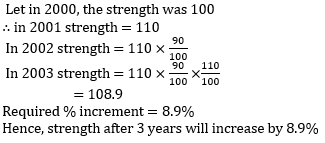 Let in 2000, the strength was 100
∴ in 2001 strength = 110
In 2002 strength = 110 × 90/100
In 2003 strength = 110 × 90/100 × 110/100
= 108.9
Required % increment = 8.9%
Hence, strength after 3 years will increase by 8.9%